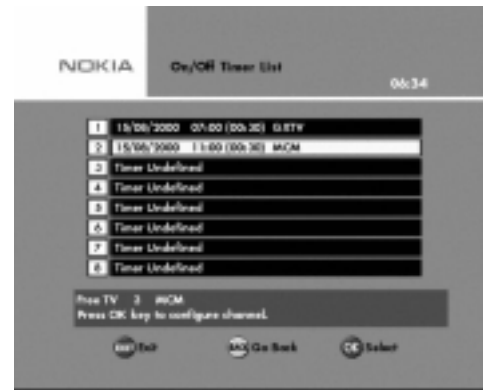 NOKIA
On/Off Timer List
06:34
1 15/08/2000 07:00 (00:30)
2 15/08/2000 11:00 (00:30) MCM
3 Timer Undefined
4 Timer Undefined
5 Timer Undefined
6 Timer Undefined
7 Timer Undefined
8 Timer Undefined
Free TV 3 MCM
Press OK key to configure channel.
Exit
BACK Go Back
OK Select